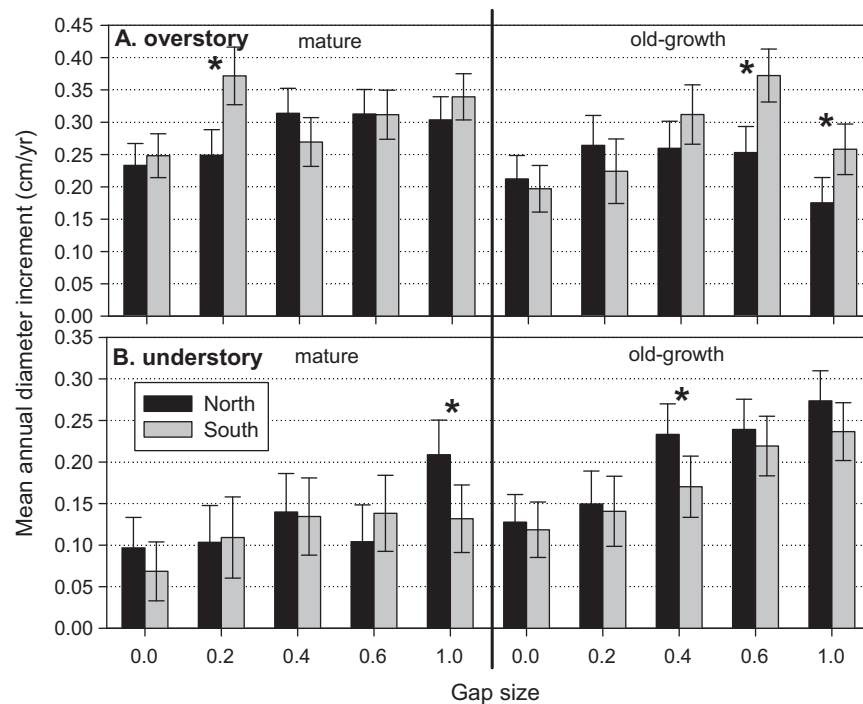 A. overstory
mature
old-growth
*
*
*
0.45
0.40
0.35
0.30
0.25
0.20
0.15
0.10
0.05
0.00
Mean annual diameter increment (cm/yr)
B. understory
mature
old-growth
North
South
*
*
0.35
0.30
0.25
0.20
0.15
0.10
0.05
0.00
0.0 0.2 0.4 0.6 1.0 0.0 0.2 0.4 0.6 1.0
Gap size